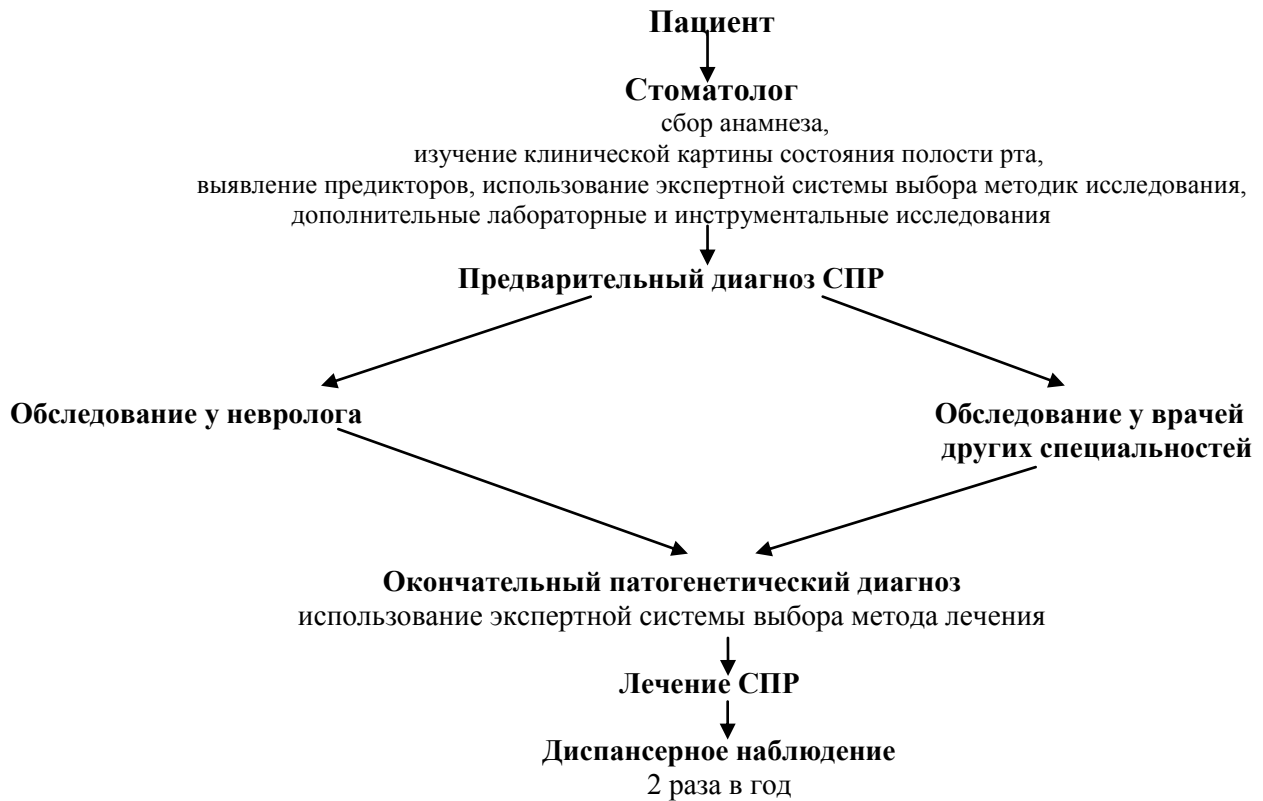 Пациент
Стоматолог
сбор анамнеза,
изучение клинической картины состояния полости рта,
выявление предикторов, использование экспертной системы выбора методик исследования,
дополнительные лабораторные и инструментальные исследования
Предварительный диагноз СПР
Обследование у невролога
Обследование у врачей
других специальностей
Окончательный патогенетический диагноз
использование экспертной системы выбора метода лечения
Лечение СПР
Диспансерное наблюдение
2 раза в год